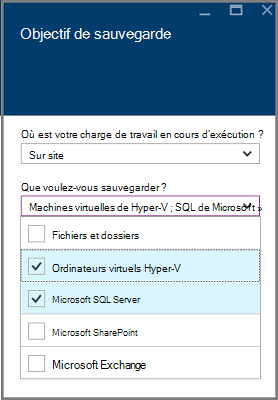 Objectif de sauvegarde
Où est votre charge de travail en cours d'exécution ?
Sur site
Que voulez-vous sauvegarder ?
Machines virtuelles de Hyper-V ; SQL de Microsoft »
Fichiers et dossiers
Ordinateurs virtuels Hyper-V
Microsoft SQL Server
Microsoft SharePoint
Microsoft Exchange